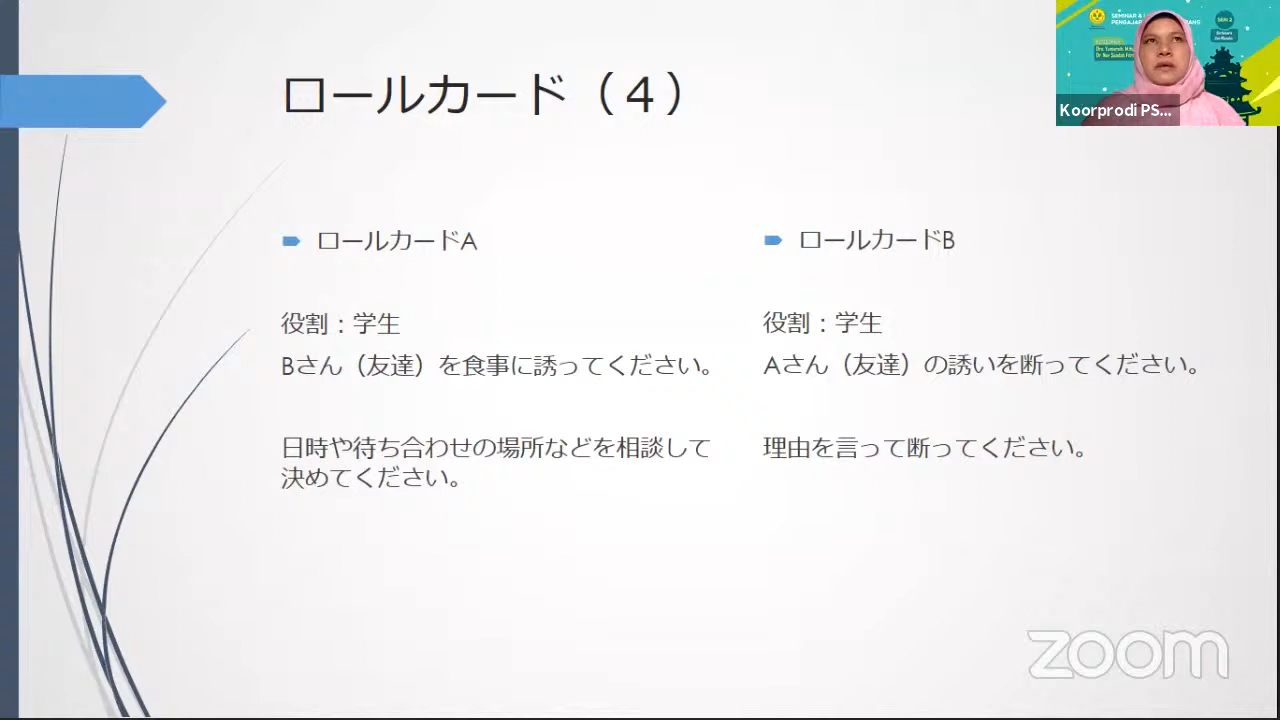 ロールカード（４）
ロールカードA
役割：学生
Bさん（友達）を食事に誘ってください。
日時や待ち合わせの場所などを相談して
決めてください。
ロールカードB
役割：学生
Aさん（友達）の誘いを断ってください。
理由を言って断ってください。
SEMINAR &
PENGAJAR
SERI 2
Koorprodi PS...
zoom